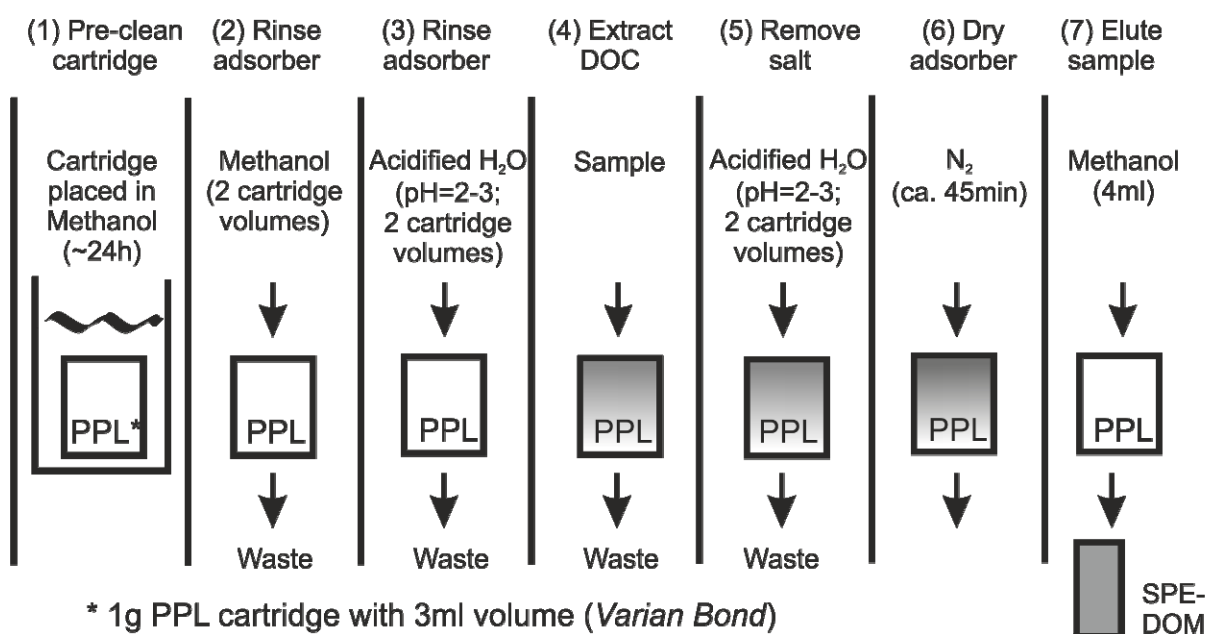 (1) Pre-clean
cartridge
(2) Rinse
adsorber
(3) Rinse
adsorber
(4) Extract
DOC
(5) Remove
salt
(6) Dry
adsorber
(7) Elute
sample
Cartridge
placed in
Methanol
(~24h)
Methanol
(2 cartridge
volumes)
Acidified H₂O
(pH=2-3;
2 cartridge
volumes)
Sample
Acidified H₂O
(pH=2-3;
2 cartridge
volumes)
N₂
(ca. 45min)
Methanol
(4ml)
PPL*
PPL
PPL
PPL
PPL
PPL
PPL
Waste
Waste
Waste
Waste
SPE-
DOM
* 1g PPL cartridge with 3ml volume (Varian Bond)